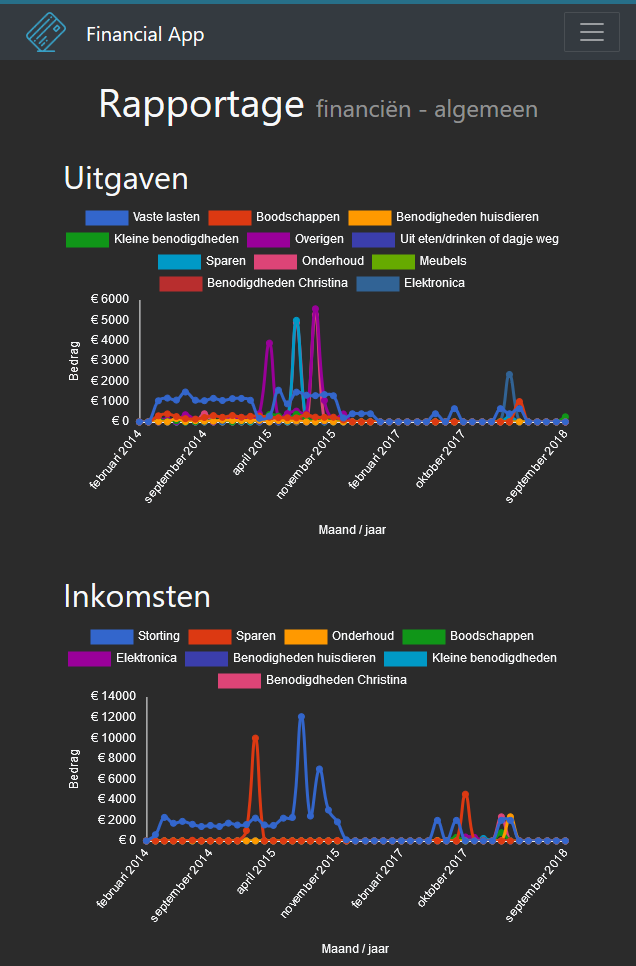 Financial App
Rapportage financiën - algemeen
Uitgaven
Vaste lasten Boodschappen Benodigheden huisdieren
Kleine benodigdheden Overigen Uit eten/drinken of dagje weg
Sparen Onderhoud Meubels
Benodigdheden Christina Elektronica
€ 6000
€ 5000
€ 4000
€ 3000
€ 2000
€ 1000
€ 0
Bedrag
februari 2014 september 2014 april 2015 november 2015 februari 2017 oktober 2017 september 2018
Maand / jaar
Inkomsten
Storting Sparen Onderhoud Boodschappen
Elektronica Benodigheden huisdieren Kleine benodigdheden
Benodigdheden Christina
€ 14000
€ 12000
€ 10000
€ 8000
€ 6000
€ 4000
€ 2000
€ 0
Bedrag
februari 2014 september 2014 april 2015 november 2015 februari 2017 oktober 2017 september 2018
Maand / jaar